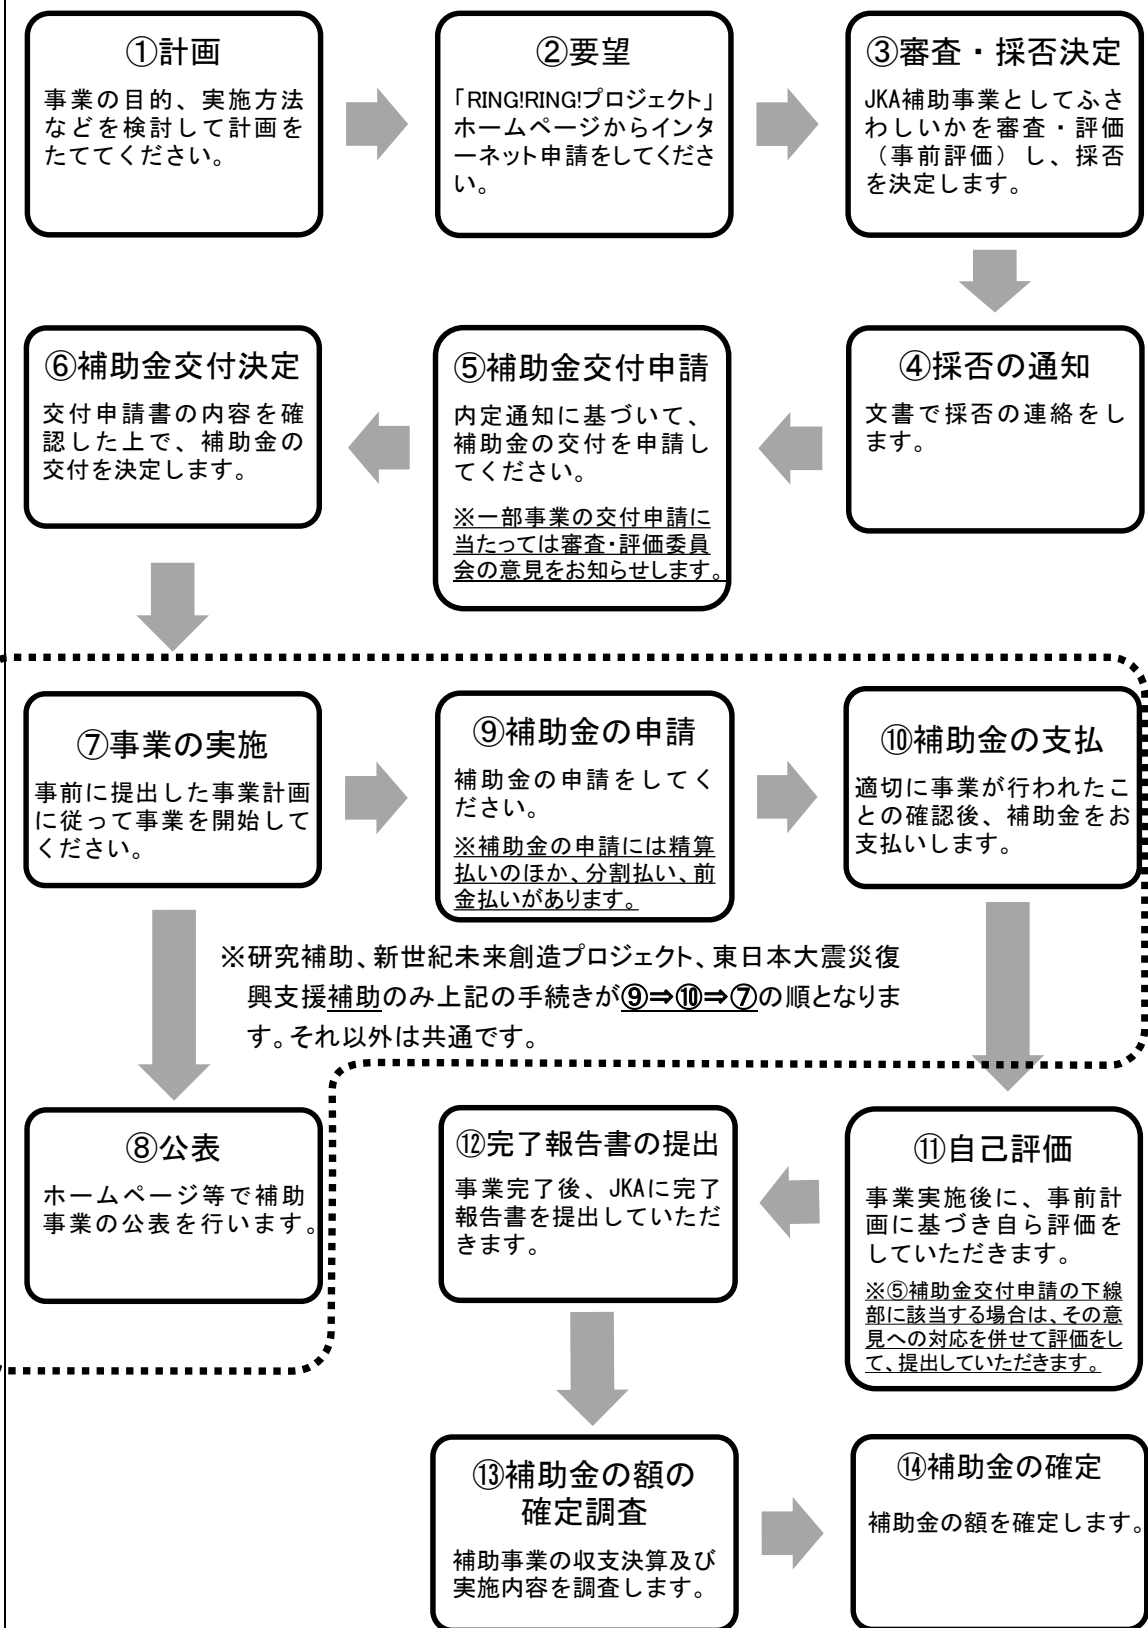 ①計画
事業の目的、実施方法
などを検討して計画を
たててください。
②要望
「RING!RING!プロジェクト」
ホームページからインタ
ーネット申請をしてくださ
い。
③審査・採否決定
JKA補助事業としてふさ
わしいかを審査・評価
（事前評価）し、採否
を決定します。
④採否の通知
文書で採否の連絡をし
ます。
⑤補助金交付申請
内定通知に基づいて、
補助金の交付を申請し
てください。
※一部事業の交付申請に
当たっては審査・評価委員
会の意見をお知らせします。
⑥補助金交付決定
交付申請書の内容を確
認した上で、補助金の
交付を決定します。
⑦事業の実施
事前に提出した事業計画
に従って事業を開始して
ください。
⑨補助金の申請
補助金の申請をしてく
ださい。
※補助金の申請には精算
払いのほか、分割払い、前
金払いがあります。
⑩補助金の支払
適切に事業が行われたこ
との確認後、補助金をお
支払いします。
※研究補助、新世紀未来創造プロジェクト、東日本大震災復
興支援補助のみ上記の手続きが⑨⇒⑩⇒⑦の順となりま
す。それ以外は共通です。
⑧公表
ホームページ等で補助
事業の公表を行います。
⑪自己評価
事業実施後に、事前計
画に基づき自ら評価を
していただきます。
※⑤補助金交付申請の下線
部に該当する場合は、その意
見への対応を併せて評価をし
て、提出していただきます。
⑫完了報告書の提出
事業完了後、JKAに完了
報告書を提出していただ
きます。
⑬補助金の額の
確定調査
補助事業の収支決算及び
実施内容を調査します。
⑭補助金の確定
補助金の額を確定します。